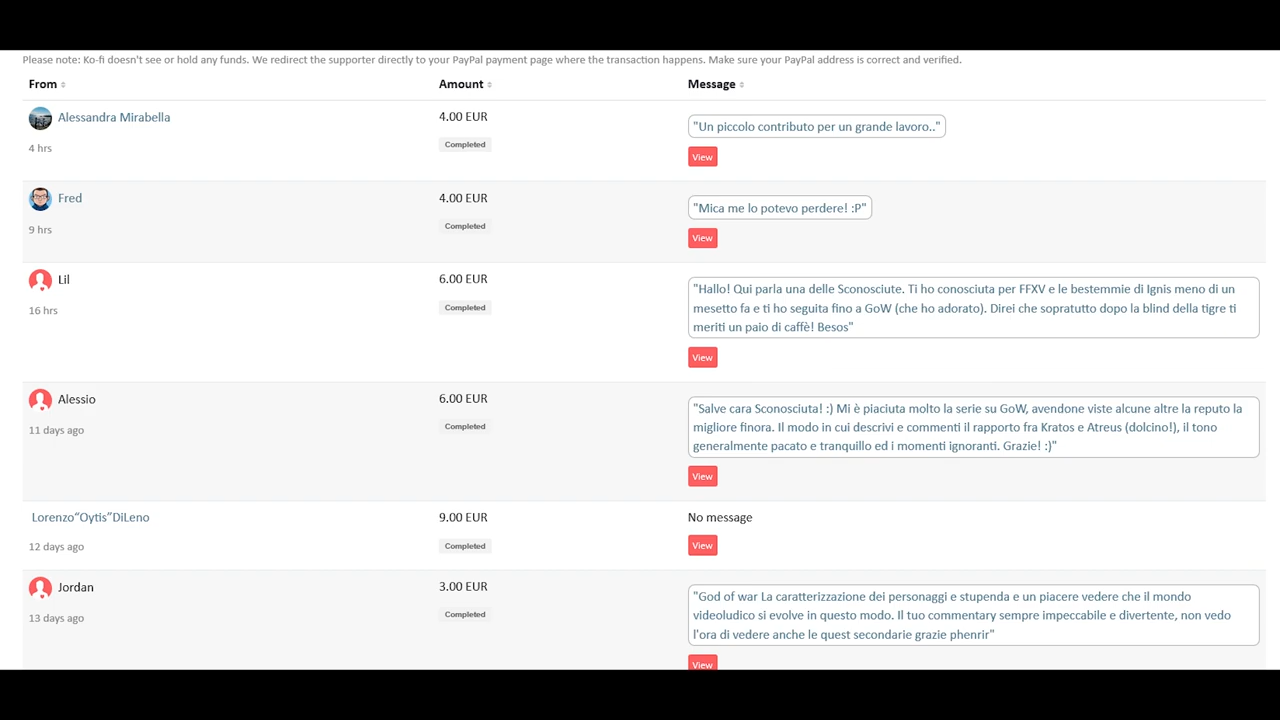 Please note: Ko-fi doesn't see or hold any funds. We redirect the supporter directly to your PayPal payment page where the transaction happens. Make sure your PayPal address is correct and verified.
From Amount Message
Alessandra Mirabella 4.00 EUR "Un piccolo contributo per un grande lavoro.."
4 hrs Completed View
Fred 4.00 EUR "Mica me lo potevo perdere! :P"
9 hrs Completed View
Lil 6.00 EUR "Hallo! Qui parla una delle Sconosciute. Ti ho conosciuta per FFXV e le bestemmie di Ignis meno di un
16 hrs Completed mesetto fa e ti ho seguita fino a GoW (che ho adorato). Direi che sopratutto dopo la blind della tigre ti
meriti un paio di caffè! Besos"
View
Alessio 6.00 EUR "Salve cara Sconosciuta! :) Mi è piaciuta molto la serie su GoW, avendone viste alcune altre la reputo la
11 days ago Completed migliore finora. Il modo in cui descrivi e commenti il rapporto fra Kratos e Atreus (dolcino!), il tono
generalmente pacato e tranquillo ed i momenti ignoranti. Grazie! :)"
View
Lorenzo“Oytis”DiLeno 9.00 EUR No message
12 days ago Completed View
Jordan 3.00 EUR "God of war La caratterizzazione dei personaggi e stupenda e un piacere vedere che il mondo
13 days ago Completed videoludico si evolve in questo modo. Il tuo commentary sempre impeccabile e divertente, non vedo
l'ora di vedere anche le quest secondarie grazie phenrir"
View